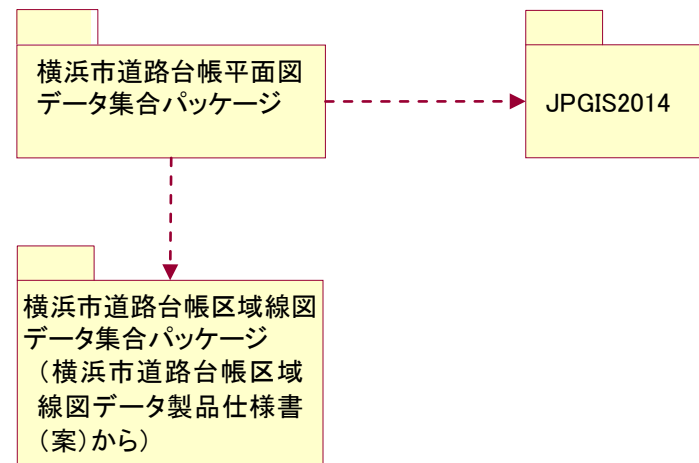 横浜市道路台帳平面図
データ集合パッケージ
JPGIS2014
横浜市道路台帳区域線図
データ集合パッケージ
（横浜市道路台帳区域
線図データ製品仕様書
（案）から）